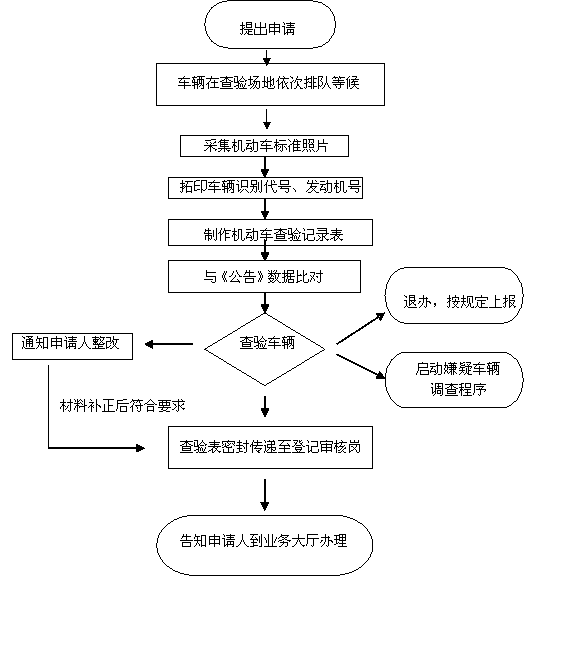 提出申请
车辆在查验场地依次排队等候
采集机动车标准照片
拓印车辆识别代号、发动机号
制作机动车查验记录表
与《公告》数据比对
退办，按规定上报
通知申请人整改
查验车辆
启动嫌疑车辆
调查程序
材料补正后符合要求
查验表密封传递至登记审核岗
告知申请人到业务大厅办理